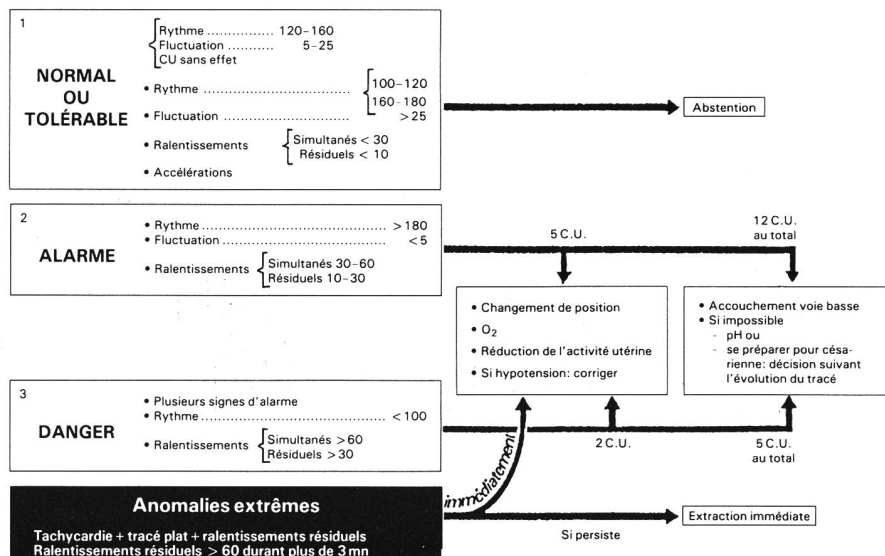 1
NORMAL
OU
TOLÉRABLE
Rythme .............. 120-160
Fluctuation ........... 5-25
CU sans effet
• Rythme ................................
100-120
160-180
• Fluctuation ................................ >25
• Ralentissements
Simultanés < 30
Résiduels < 10
• Accélérations
Abstention
2
ALARME
• Rythme ........................................ >180
• Fluctuation ........................................ <5
• Ralentissements
Simultanés 30-60
Résiduels 10-30
5 C.U.
12 C.U.
au total
• Changement de position
• O2
• Réduction de l'activité utérine
• Si hypotension: corriger
• Accouchement voie basse
• Si impossible
- pH ou
- se préparer pour césa-
rienne: décision suivant
l'évolution du tracé
3
DANGER
• Plusieurs signes d'alarme
• Rythme ........................................ <100
• Ralentissements
Simultanés >60
Résiduels >30
2 C.U.
5 C.U.
au total
immédiatement
Anomalies extrêmes
Tachycardie + tracé plat + ralentissements résiduels
Ralentissements résiduels > 60 durant plus de 3 mn
Si persiste
Extraction immédiate